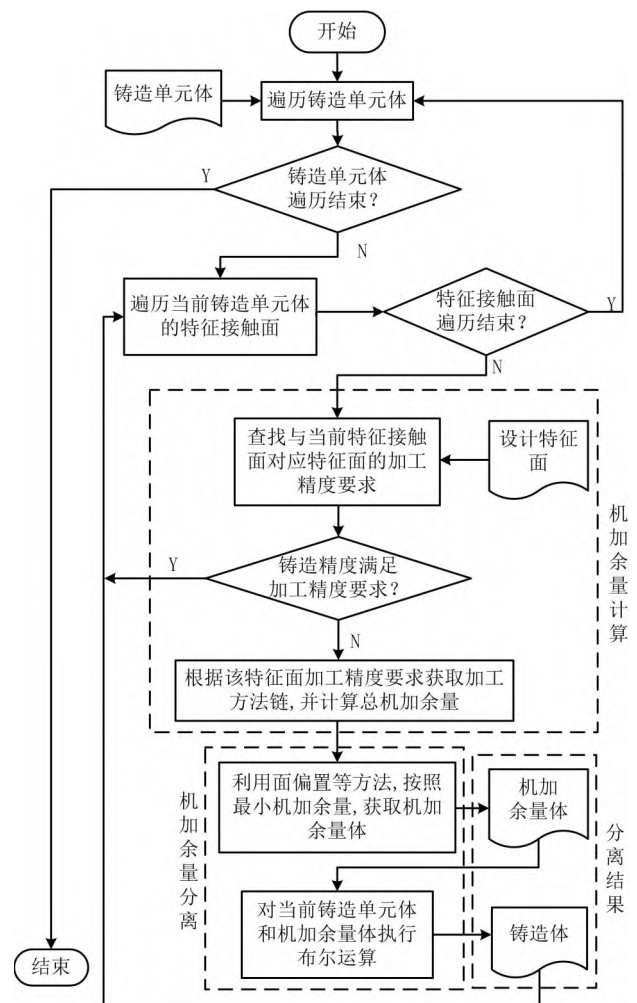 开始
铸造单元体
遍历铸造单元体
铸造单元体
遍历结束?
Y
N
遍历当前铸造单元体
的特征接触面
特征接触面
遍历结束?
Y
N
查找与当前特征接触
面对应特征面的加工
精度要求
设计特征
面
机加余量计算
铸造精度满足
加工精度要求?
Y
N
根据该特征面加工精度要求获取加工
方法链,并计算总机加余量
机加余量分离
利用面偏置等方法,按照
最小机加余量,获取机加
余量体
机加
余量体
分离结果
对当前铸造单元体
和机加余量体执行
布尔运算
铸造体
结束